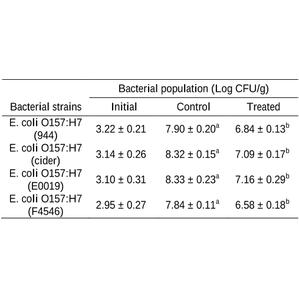 Bacterial population (Log CFU/g)
Bacterial strains Initial Control Treated
E. coli O157:H7 (944) 3.22 ± 0.21 7.90 ± 0.20ᵃ 6.84 ± 0.13ᵇ
E. coli O157:H7 (cider) 3.14 ± 0.26 8.32 ± 0.15ᵃ 7.09 ± 0.17ᵇ
E. coli O157:H7 (E0019) 3.10 ± 0.31 8.33 ± 0.23ᵃ 7.16 ± 0.29ᵇ
E. coli O157:H7 (F4546) 2.95 ± 0.27 7.84 ± 0.11ᵃ 6.58 ± 0.18ᵇ